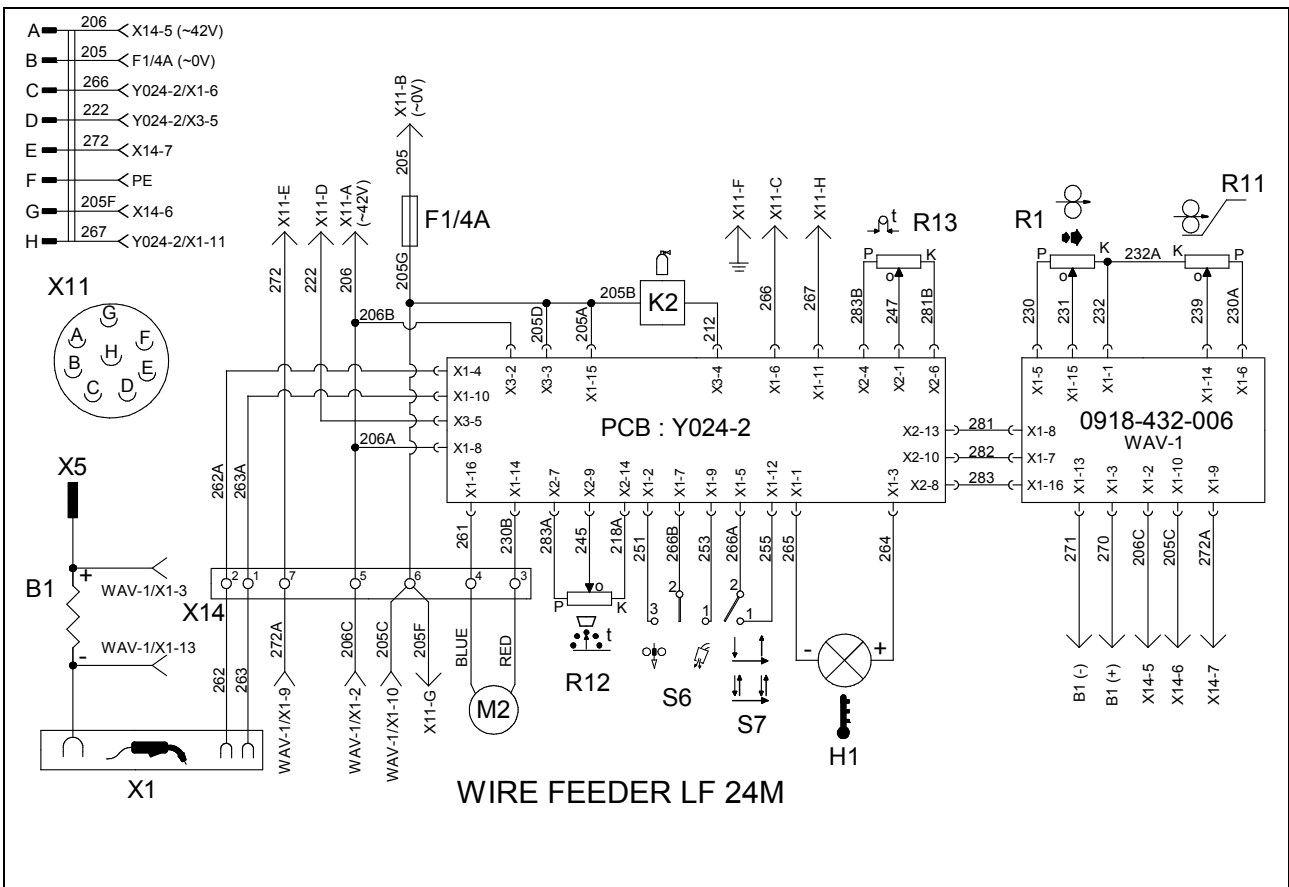 A 206 X14-5 (~42V)
B 205 F1/4A (~0V)
C 266 Y024-2/X1-6
D 222 Y024-2/X3-5
E 272 X14-7
F PE
G 205F X14-6
H 267 Y024-2/X1-11
X11
G
A F
H
B E
C D
X11-E
X11-D
X11-A
(~42V)
X11-B
(~0V)
272
222
206
205
F1/4A
205G
206B
205D
205A
205B
K2
212
X11-F
X11-C
X11-H
266
267
t
R13
P K
o
283B
247
281B
R1
P K
o
232A
R11
K P
o
230
231
232
239
230A
X1-4
X1-10
X3-5
X1-8
206A
X3-2
X3-3
X1-15
X3-4
X1-6
X1-11
X2-4
X2-1
X2-6
PCB : Y024-2
X2-13 281 X1-8
X2-10 282 X1-7
X2-8 283 X1-16
X1-5
X1-15
X1-1
X1-14
X1-6
0918-432-006
WAV-1
X1-13
X1-3
X1-2
X1-10
X1-9
271
270
206C
205C
272A
B1 (-)
B1 (+)
X14-5
X14-6
X14-7
X1-16
X1-14
X2-7
X2-9
X2-14
X1-2
X1-7
X1-9
X1-5
X1-12
X1-1
X1-3
261
230B
283A
245
218A
251
266B
253
266A
255
265
264
262A
263A
X5
B1
+
WAV-1/X1-3
-
WAV-1/X1-13
X14
2 1 7 5 6 4 3
262
263
272A
206C
205C
205F
BLUE
RED
WAV-1/X1-9
WAV-1/X1-2
WAV-1/X1-10
X11-G
M2
P o K
t
R12
2
3 1
S6
2
1
S7
- +
H1
X1
WIRE FEEDER LF 24M